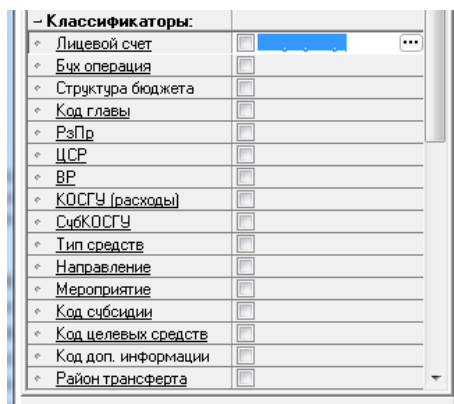 Классификаторы:
Лицевой счет
Бух операция
Структура бюджета
Код главы
РзПр
ЦСР
ВР
КОСГУ (расходы)
СубКОСГУ
Тип средств
Направление
Мероприятие
Код субсидии
Код целевых средств
Код доп. информации
Район трансферта